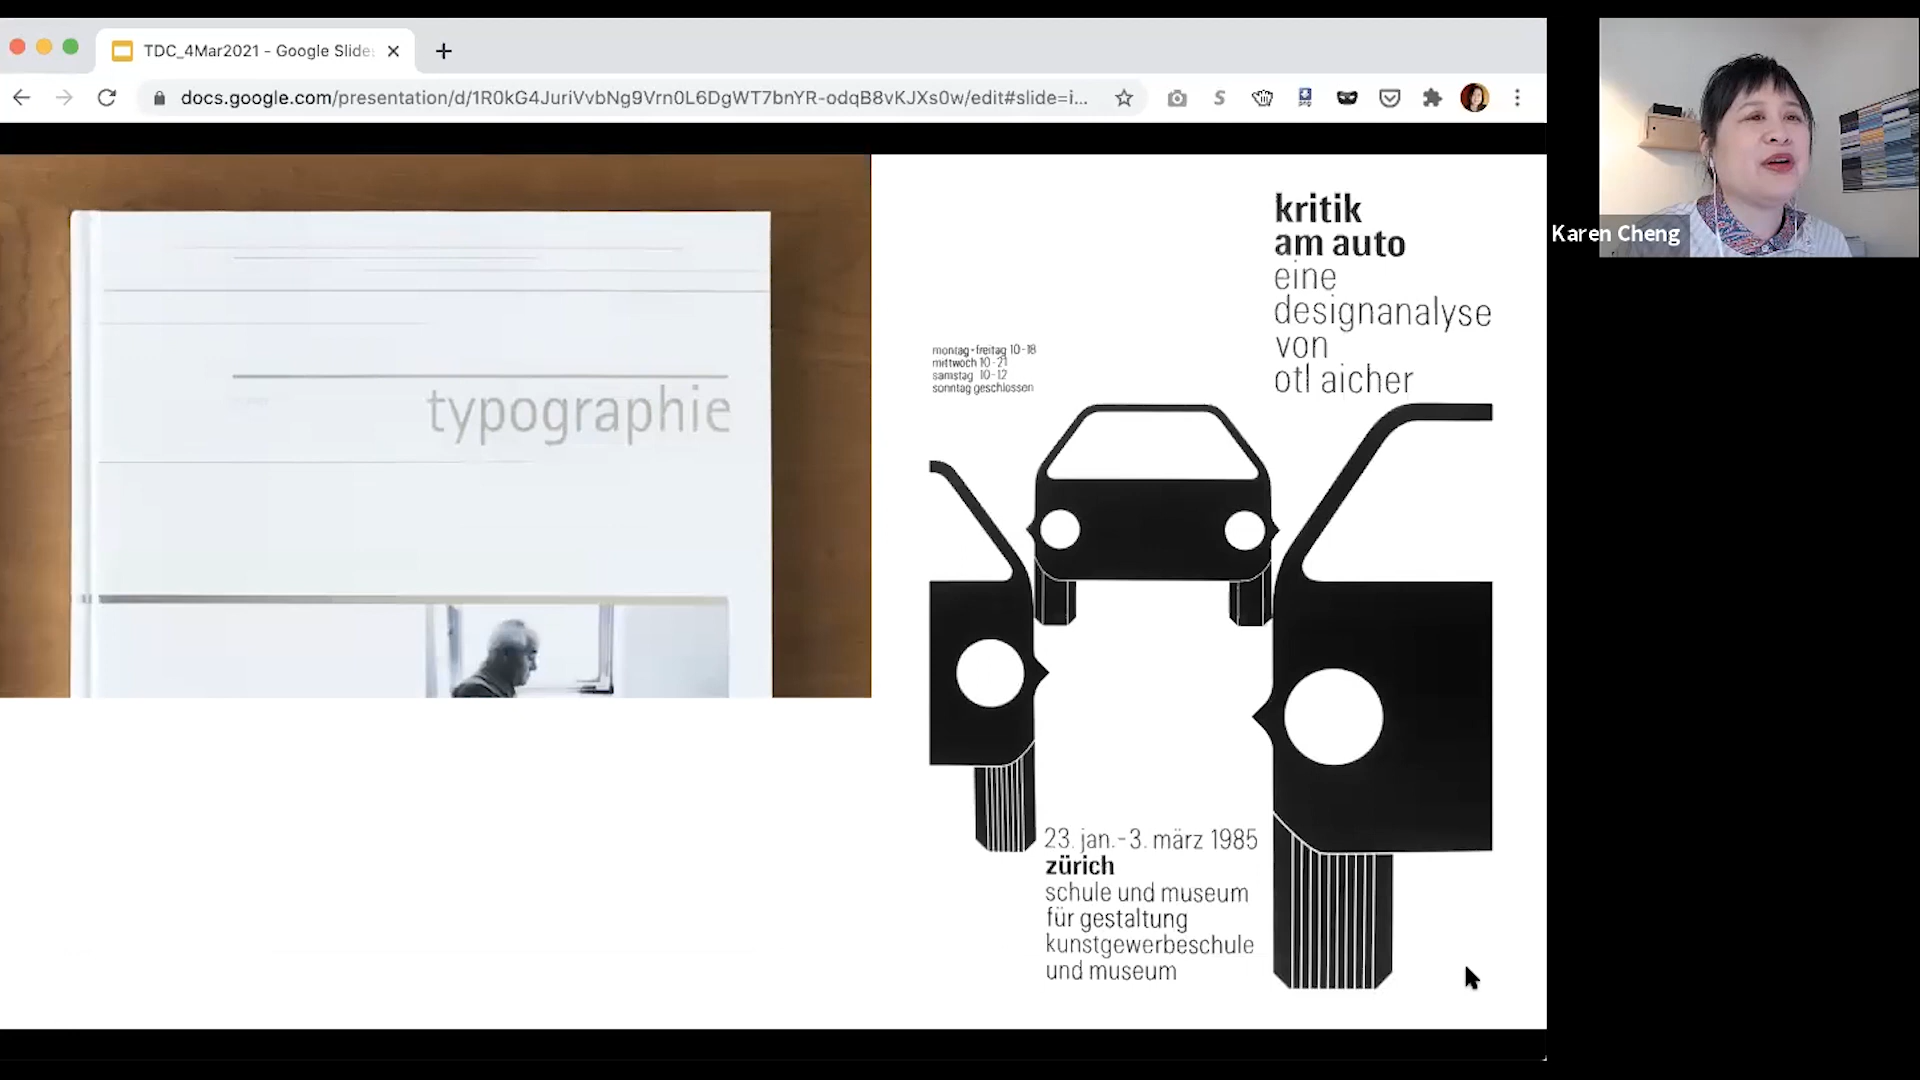 TDC_4Mar2021 - Google Slide
docs.google.com/presentation/d/1R0kG4JuriVvbNg9Vrn0L6DgWT7bnYR-odqB8vKJXs0w/edit#slide=i...
Karen Cheng
typographie
kritik
am auto
eine
designanalyse
von
otl aicher
montag-freitag 10-18
mittwoch 10-21
samstag 10-12
sonntag geschlossen
23. jan.-3. märz 1985
zürich
schule und museum
für gestaltung
kunstgewerbeschule
und museum